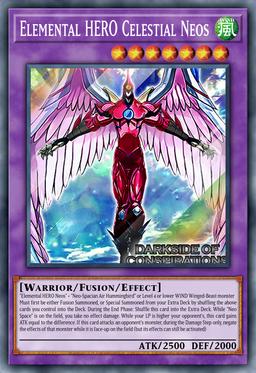 Elemental HERO Celestial Neos
DARKSIDE OF
CONSPIRATIONS
[Warrior/Fusion/Effect]
"Elemental HERO Neos" + "Neo-Spacian Air Hummingbird" or Level 4 or lower WIND Winged-Beast monster
Must first be either Fusion Summoned, or Special Summoned from your Extra Deck by shuffling the above
cards you control into the Deck. During the End Phase: Shuffle this card into the Extra Deck. While "Neo
Space" is on the field, you take no effect damage. While your LP is higher than your opponent's, this card gains
ATK equal to the difference. If this card attacks an opponent's monster, during the Damage Step only, negate
the effects of that monster while it is face-up on the field (but its effects can still be activated)
ATK/2500 DEF/2000